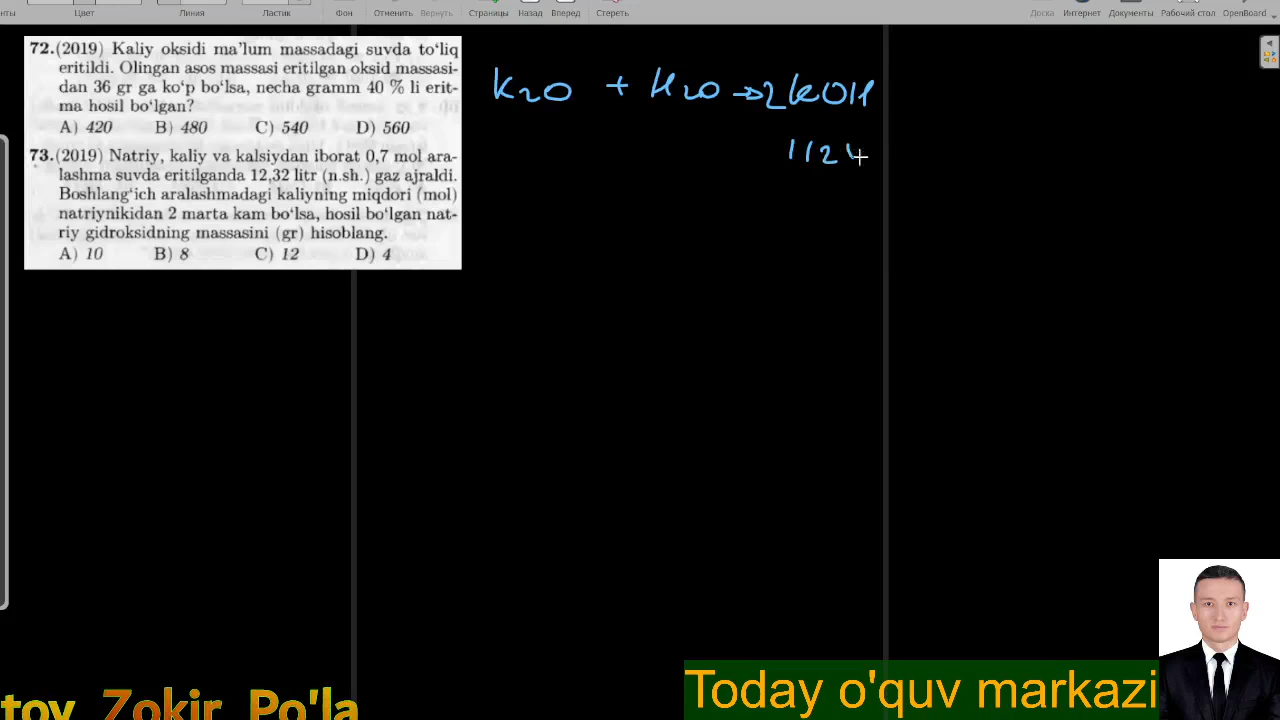 нты
Цвет
Линия
Ластик
Фон
Отменить
Вернуть
Страницы
Назад
Вперед
Стереть
Доска
Интернет
Документы
Рабочий стол
OpenBoard
72.(2019) Kaliy oksidi ma'lum massadagi suvda to'liq
eritildi. Olingan asos massasi eritilgan oksid massasi-
dan 36 gr ga ko'p bo'lsa, necha gramm 40 % li erit-
ma hosil bo'lgan?
A) 420 B) 480 C) 540 D) 560
73.(2019) Natriy, kaliy va kalsiydan iborat 0,7 mol ara-
lashma suvda eritilganda 12,32 litr (n.sh.) gaz ajraldi.
Boshlang'ich aralashmadagi kaliyning miqdori (mol)
natriynikidan 2 marta kam bo'lsa, hosil bo'lgan nat-
riy gidroksidning massasini (gr) hisoblang.
A) 10 B) 8 C) 12 D) 4
K2O + H2O → 2KOH
112
Today o'quv markazi
tov Zokir Po'la